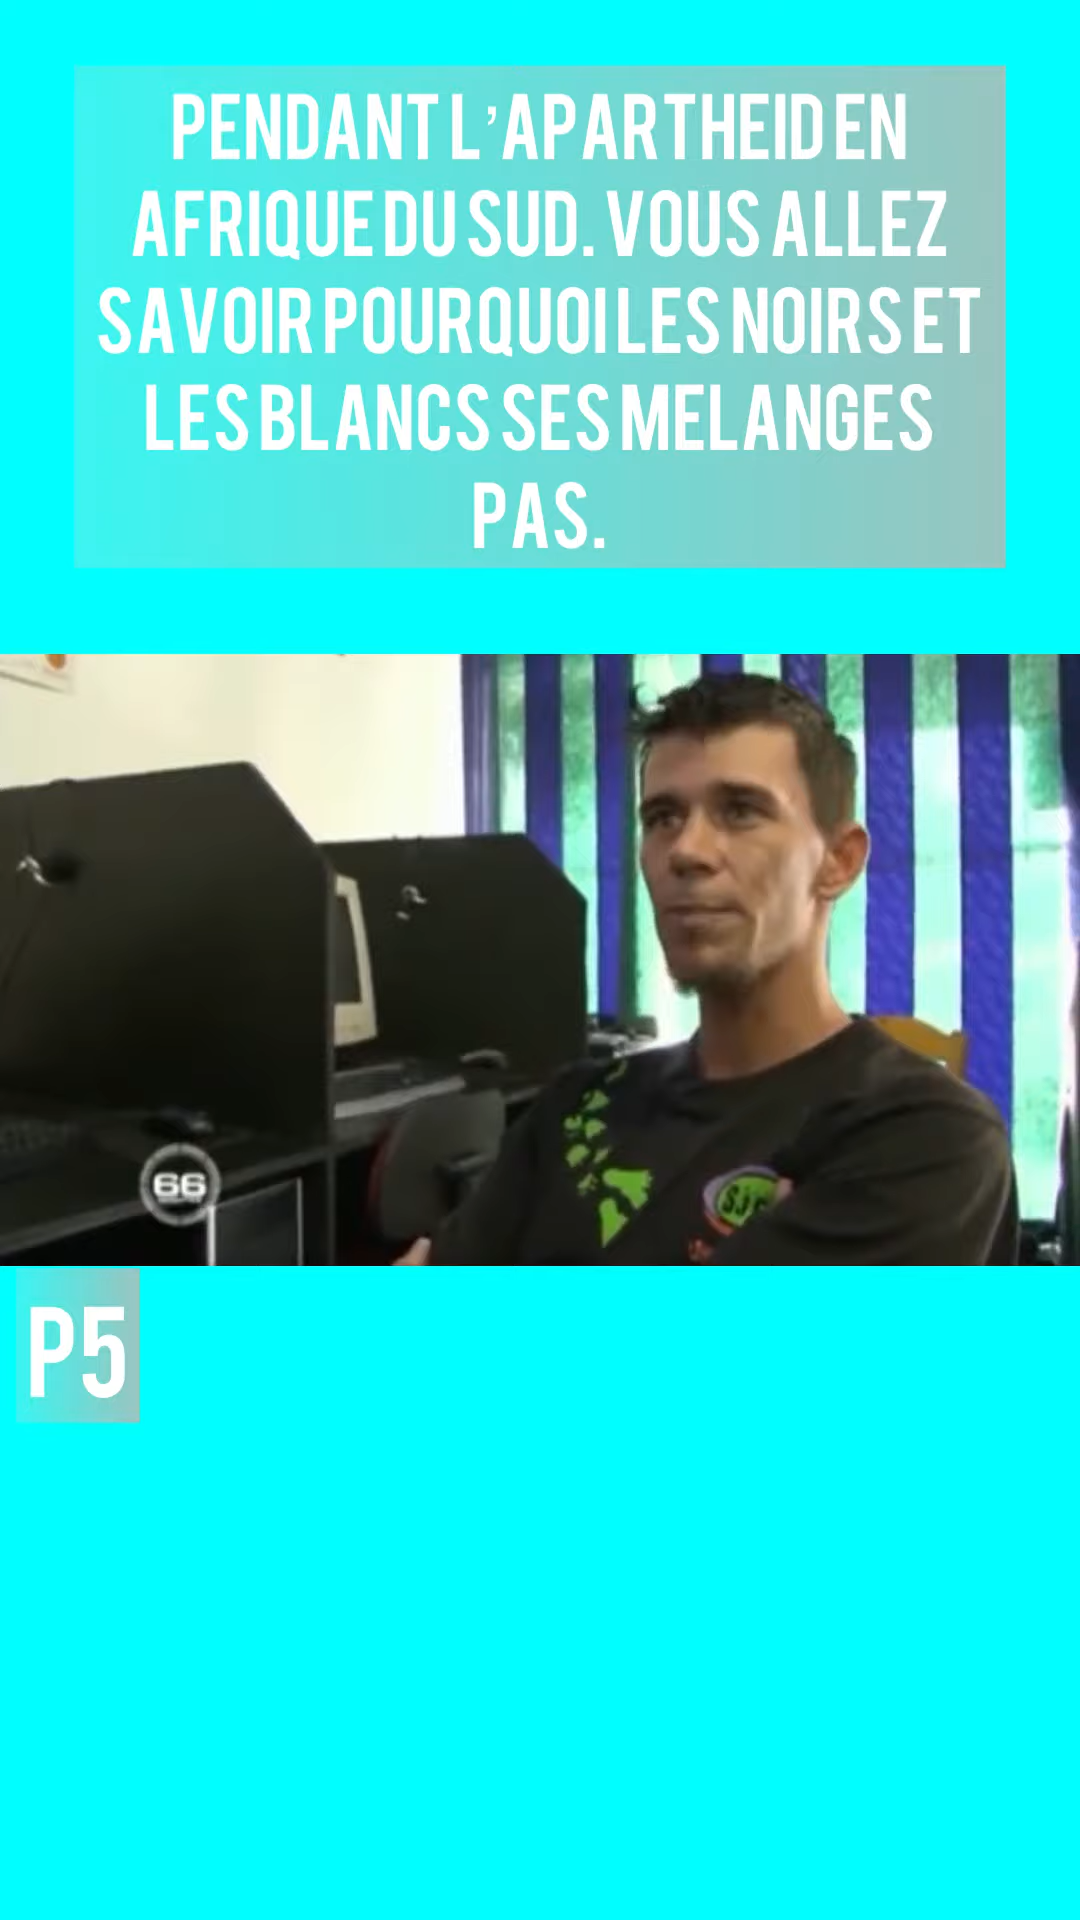 PENDANT L'APARTHEID EN
AFRIQUE DU SUD. VOUS ALLEZ
SAVOIR POURQUOI LES NOIRS ET
LES BLANCS SES MELANGES
PAS.
66
P5